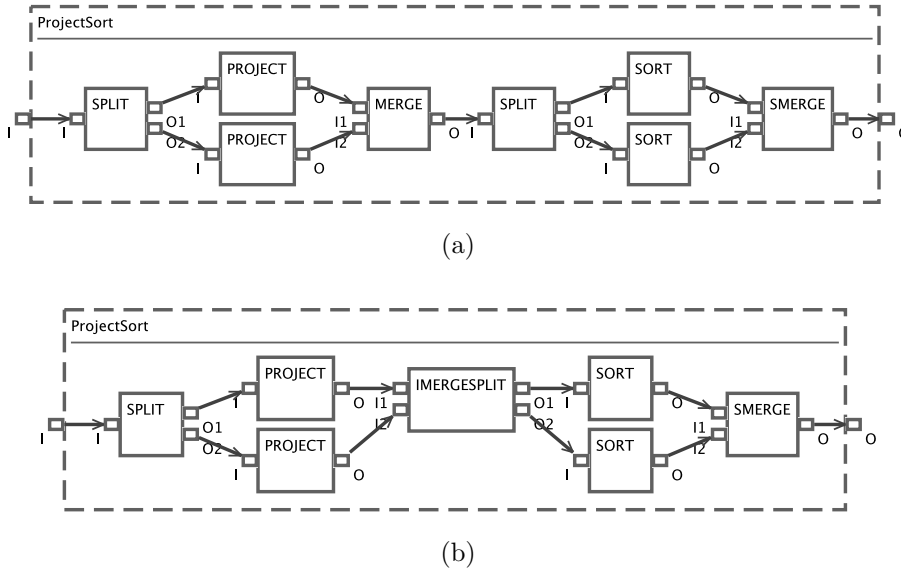 ProjectSort
SPLIT
PROJECT
MERGE
SPLIT
SORT
SMERGE
I
I
O1
O2
I
O
PROJECT
I
O
I1
I2
O
I
O1
O2
I
O
SORT
I
O
I1
I2
O
(a)
ProjectSort
SPLIT
PROJECT
IMERGESPLIT
SORT
SMERGE
I
I
O1
O2
I
O
PROJECT
I
O
I1
I2
O1
O2
I
O
SORT
I
O
I1
I2
O
O
(b)